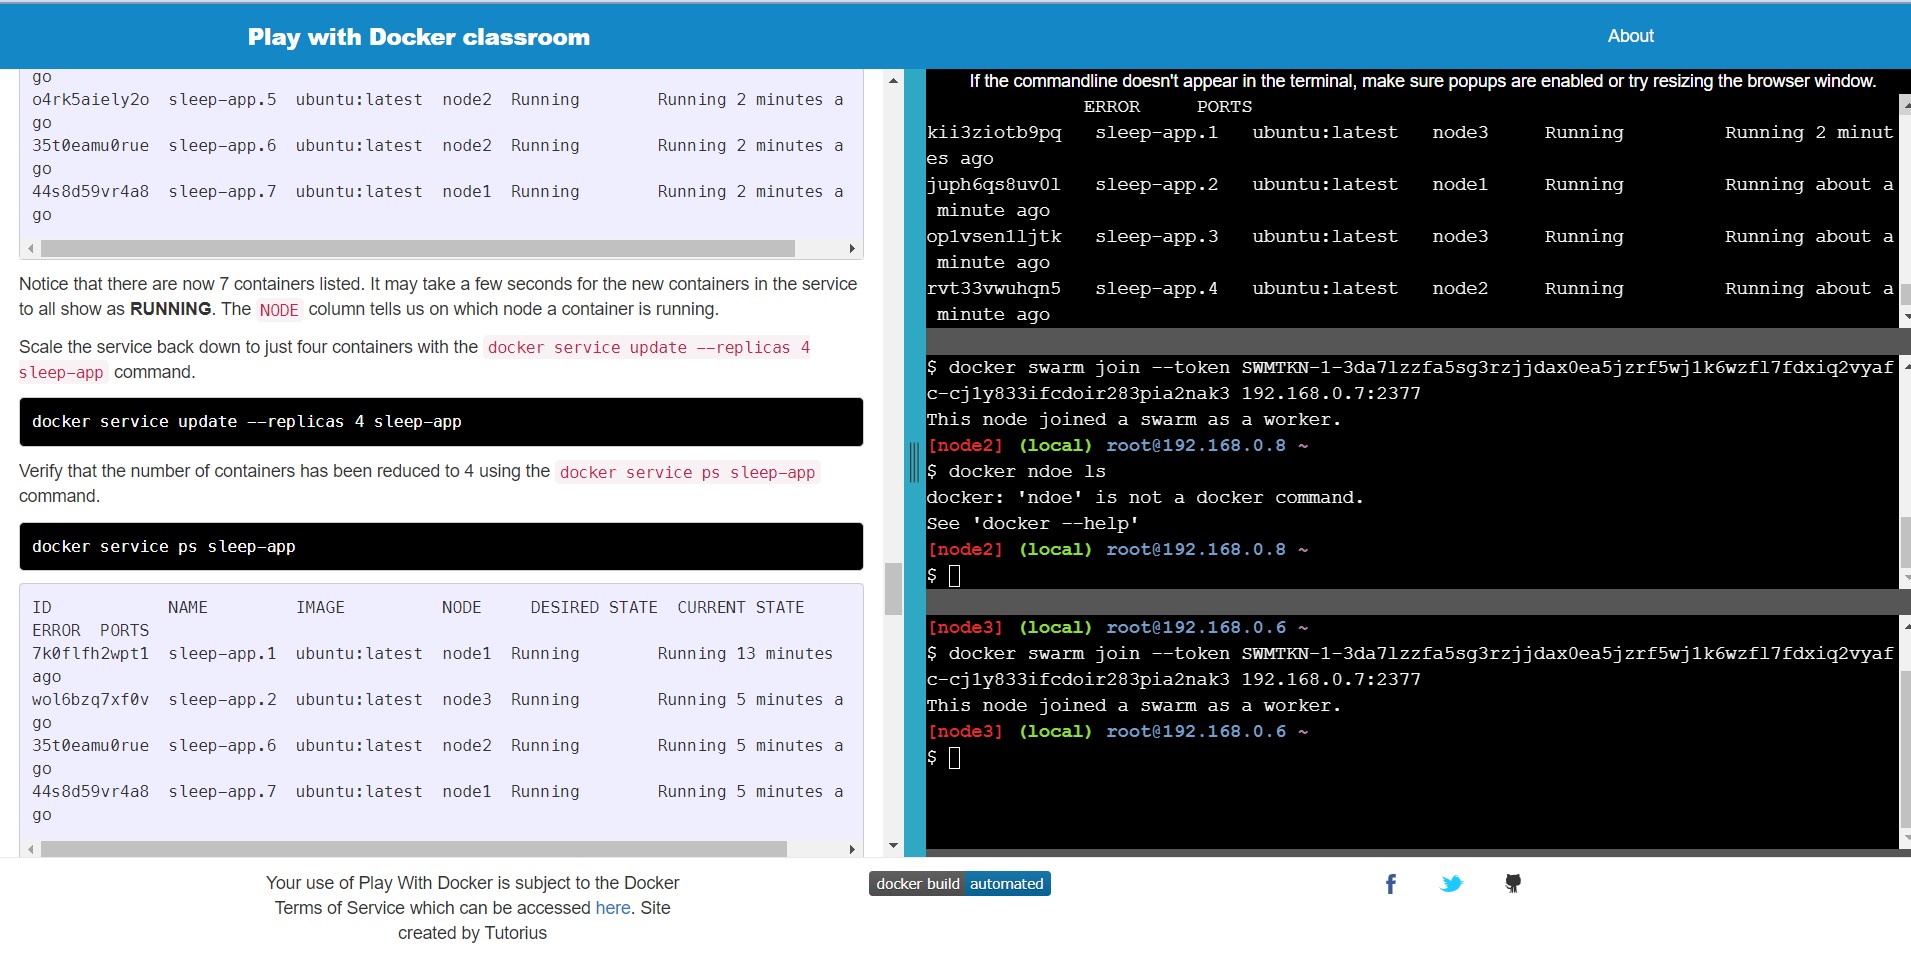 Play with Docker classroom
About
go
o4rk5aiely2o  sleep-app.5  ubuntu:latest  node2  Running        Running 2 minutes a
go
35t0eamu0rue  sleep-app.6  ubuntu:latest  node2  Running        Running 2 minutes a
go
44s8d59vr4a8  sleep-app.7  ubuntu:latest  node1  Running        Running 2 minutes a
go
Notice that there are now 7 containers listed. It may take a few seconds for the new containers in the service
to all show as RUNNING. The NODE column tells us on which node a container is running.
Scale the service back down to just four containers with the docker service update --replicas 4
sleep-app command.
docker service update --replicas 4 sleep-app
Verify that the number of containers has been reduced to 4 using the docker service ps sleep-app
command.
docker service ps sleep-app
ID            NAME         IMAGE          NODE     DESIRED STATE  CURRENT STATE
ERROR  PORTS
7k0flfh2wpt1  sleep-app.1  ubuntu:latest  node1  Running        Running 13 minutes
ago
wol6bzq7xf0v  sleep-app.2  ubuntu:latest  node3  Running        Running 5 minutes a
go
35t0eamu0rue  sleep-app.6  ubuntu:latest  node2  Running        Running 5 minutes a
go
44s8d59vr4a8  sleep-app.7  ubuntu:latest  node1  Running        Running 5 minutes a
go
If the commandline doesn't appear in the terminal, make sure popups are enabled or try resizing the browser window.
ERROR     PORTS
kii3ziotb9pq   sleep-app.1   ubuntu:latest   node3     Running         Running 2 minut
es ago
juph6qs8uv0l   sleep-app.2   ubuntu:latest   node1     Running         Running about a
 minute ago
op1vsen1ljtk   sleep-app.3   ubuntu:latest   node3     Running         Running about a
 minute ago
rvt33vwuhqn5   sleep-app.4   ubuntu:latest   node2     Running         Running about a
 minute ago
$ docker swarm join --token SWMTKN-1-3da7lzzfa5sg3rzjjdax0ea5jzrf5wj1k6wzfl7fdxiq2vyaf
c-cj1y833ifcdoir283pia2nak3 192.168.0.7:2377
This node joined a swarm as a worker.
[node2] (local) root@192.168.0.8 ~
$ docker ndoe ls
docker: 'ndoe' is not a docker command.
See 'docker --help'
[node2] (local) root@192.168.0.8 ~
$
[node3] (local) root@192.168.0.6 ~
$ docker swarm join --token SWMTKN-1-3da7lzzfa5sg3rzjjdax0ea5jzrf5wj1k6wzfl7fdxiq2vyaf
c-cj1y833ifcdoir283pia2nak3 192.168.0.7:2377
This node joined a swarm as a worker.
[node3] (local) root@192.168.0.6 ~
$
Your use of Play With Docker is subject to the Docker
Terms of Service which can be accessed here. Site
created by Tutorius
docker build automated